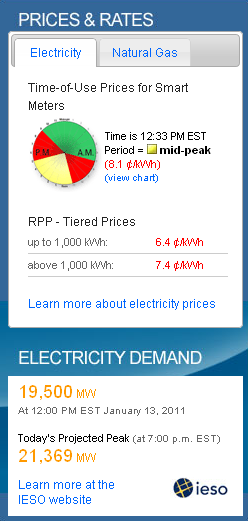 PRICES & RATES
Electricity
Natural Gas
Time-of-Use Prices for Smart
Meters
P.M. A.M.
Time is 12:33 PM EST
Period = mid-peak
(8.1 ¢/kWh)
(view chart)
RPP - Tiered Prices
up to 1,000 kWh: 6.4 ¢/kWh
above 1,000 kWh: 7.4 ¢/kWh
Learn more about electricity prices
ELECTRICITY DEMAND
19,500 MW
At 12:00 PM EST January 13, 2011
Today's Projected Peak (at 7:00 p.m. EST)
21,369 MW
Learn more at the
IESO website
ieso